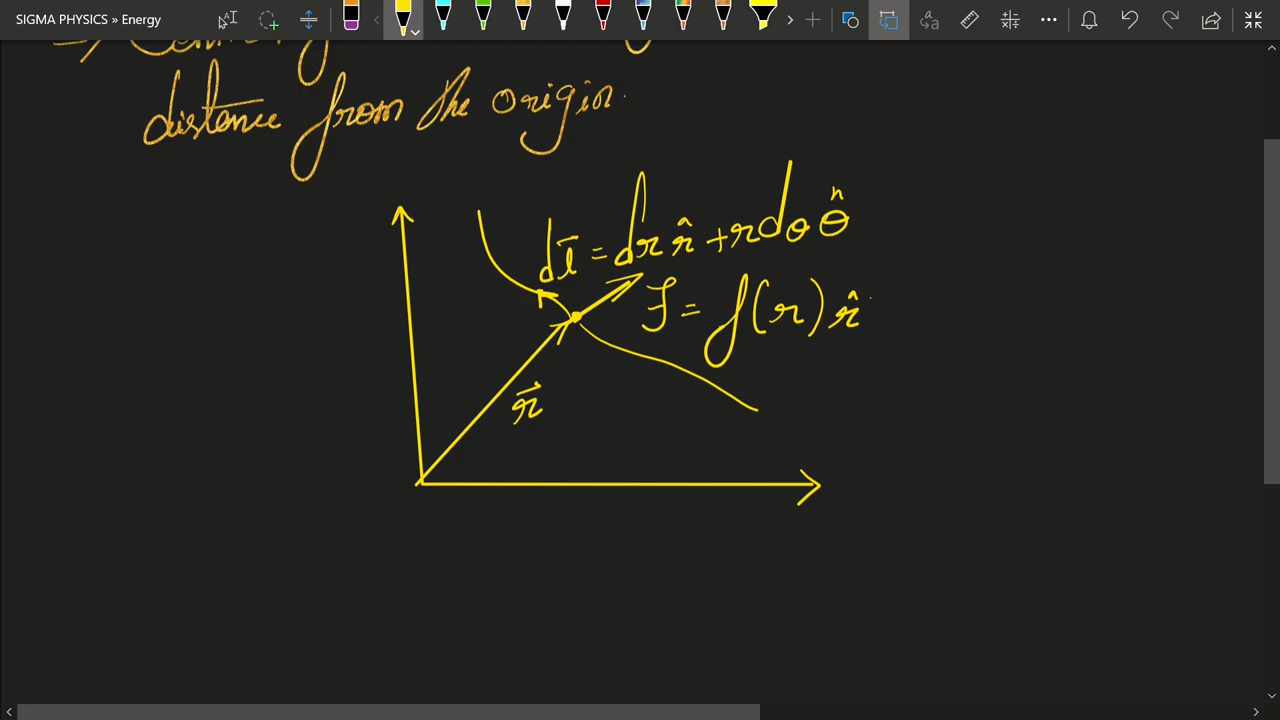 SIGMA PHYSICS » Energy
distance from the origin.
dl⃗ = dr r̂ + r dθ θ̂
F = f(r) r̂
r⃗